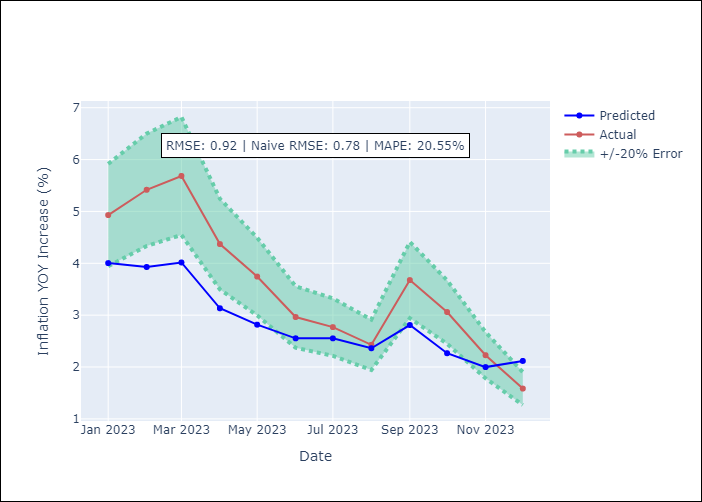 7
6
5
4
3
2
1
Inflation YOY Increase (%)
RMSE: 0.92 | Naive RMSE: 0.78 | MAPE: 20.55%
Predicted
Actual
+/-20% Error
Jan 2023 Mar 2023 May 2023 Jul 2023 Sep 2023 Nov 2023
Date